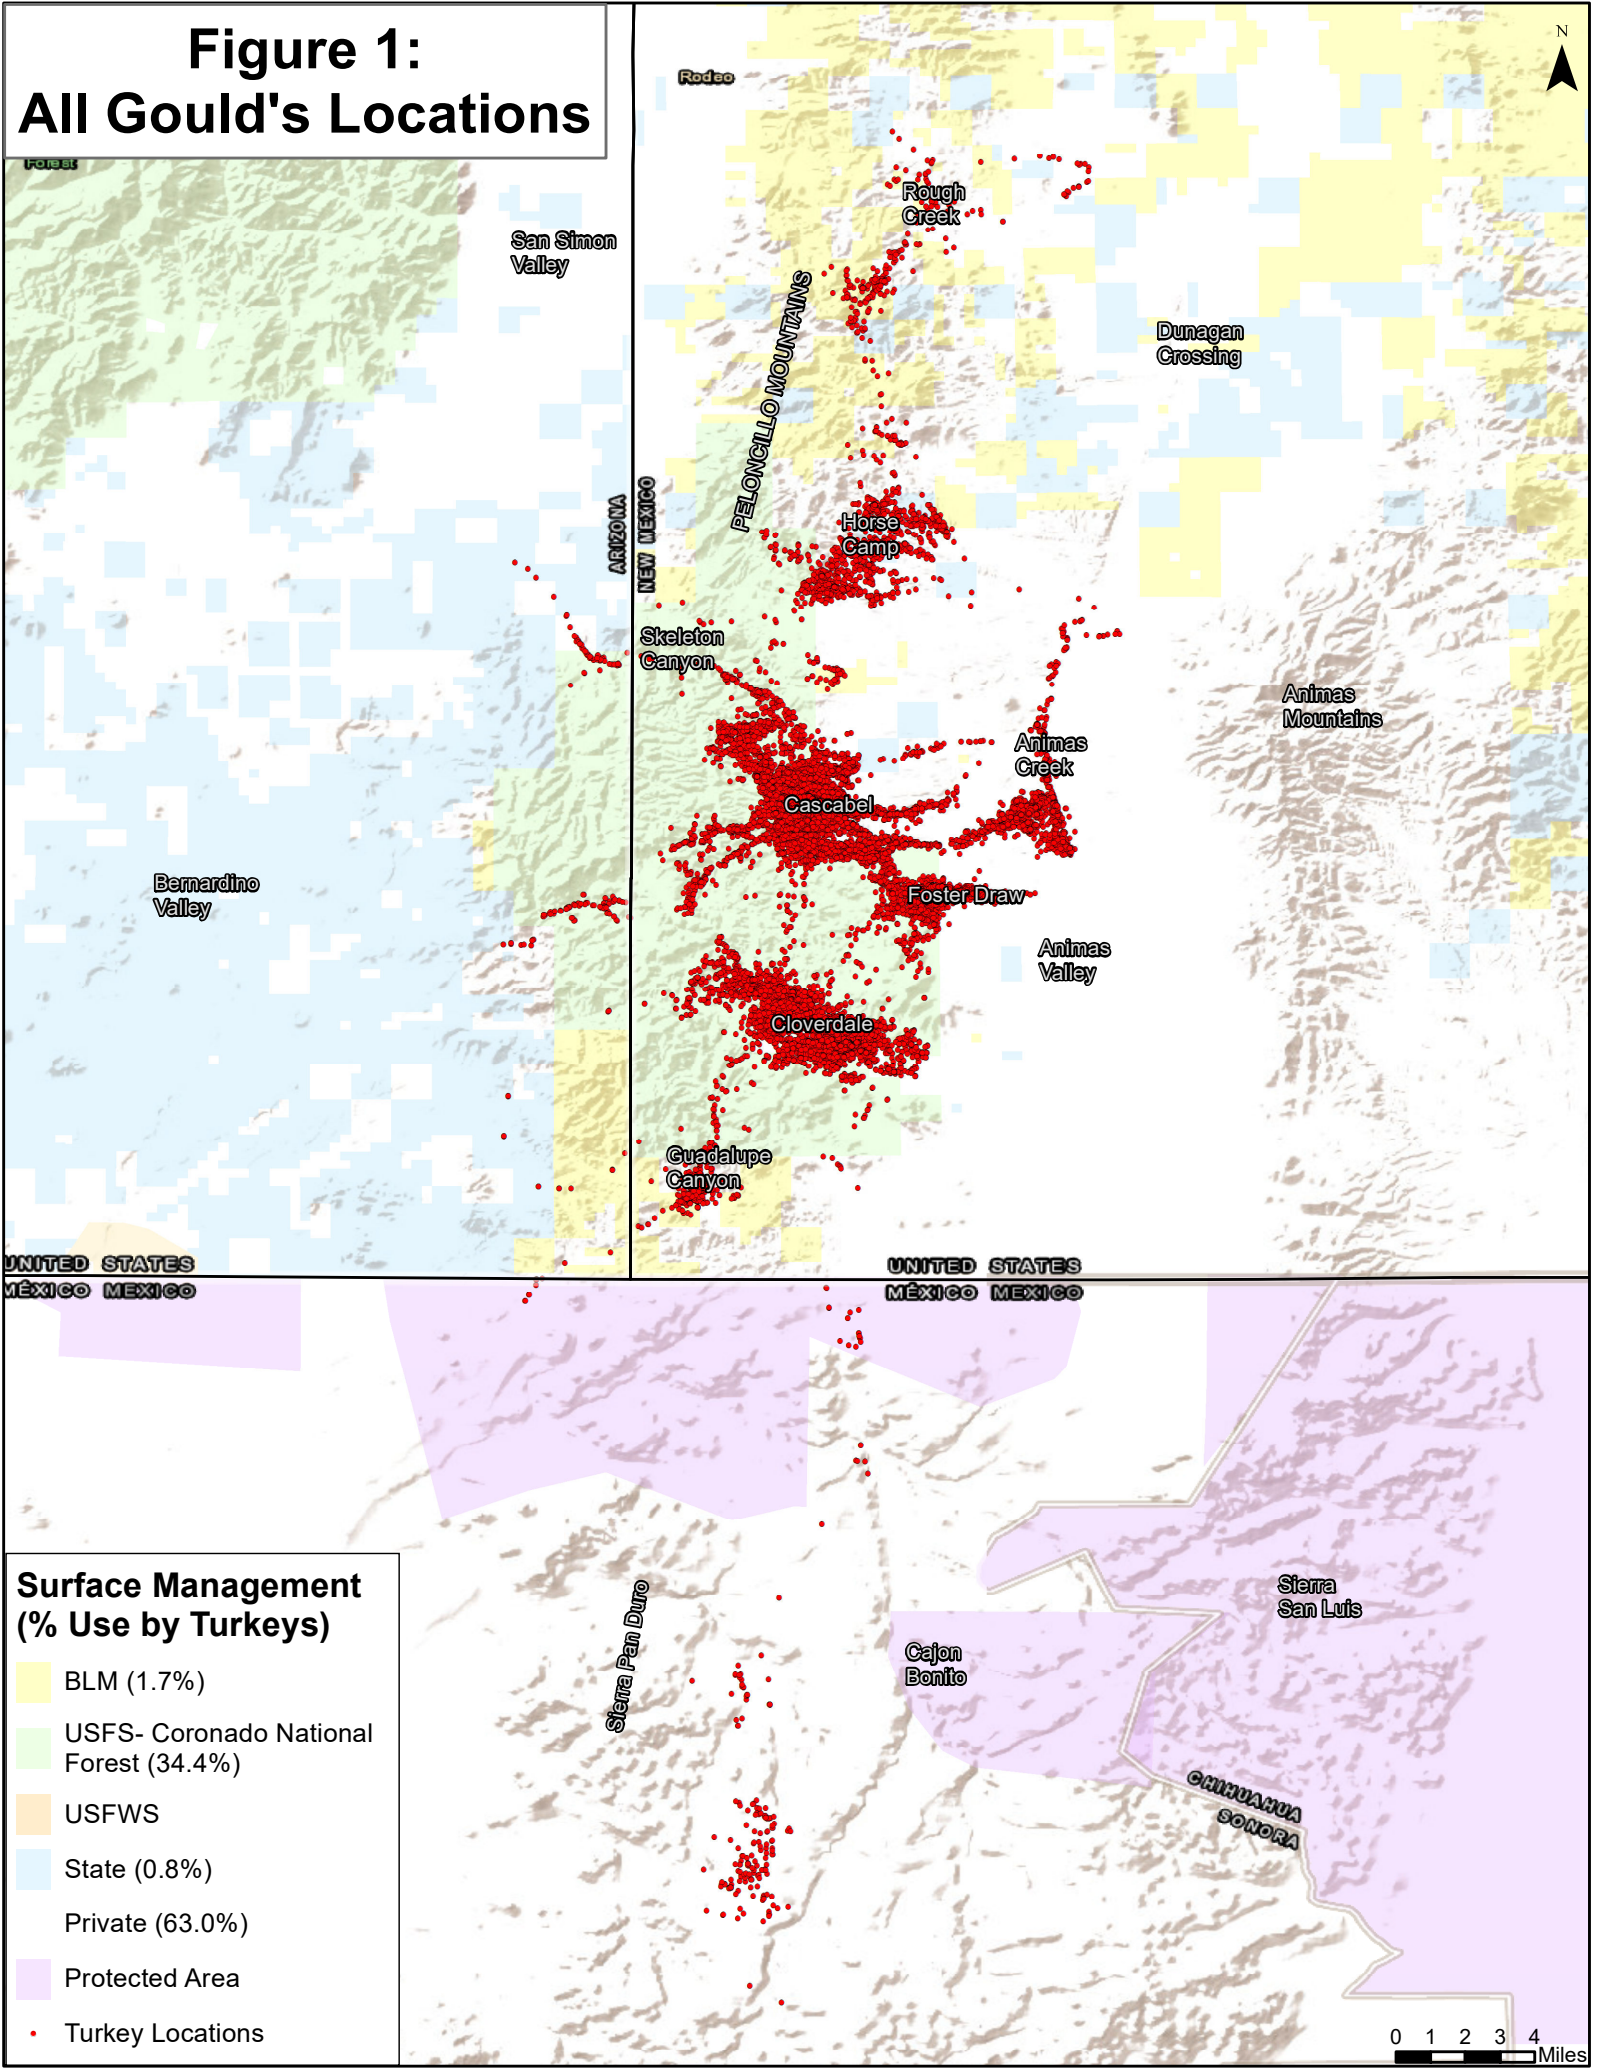 Figure 1:
All Gould's Locations
N
Rodeo
Forest
Rough
Creek
San Simon
Valley
PELONCILLO MOUNTAINS
Dunagan
Crossing
ARIZONA
NEW MEXICO
Horse
Camp
Skeleton
Canyon
Animas
Mountains
Animas
Creek
Cascabel
Bernardino
Valley
Foster Draw
Animas
Valley
Cloverdale
Guadalupe
Canyon
UNITED STATES
MÉXICO MEXICO
UNITED STATES
MÉXICO MEXICO
Sierra Pan Duro
Sierra
San Luis
Cajon
Bonito
CHIHUAHUA
SONORA
Surface Management
(% Use by Turkeys)
BLM (1.7%)
USFS- Coronado National
Forest (34.4%)
USFWS
State (0.8%)
Private (63.0%)
Protected Area
Turkey Locations
0 1 2 3 4
Miles